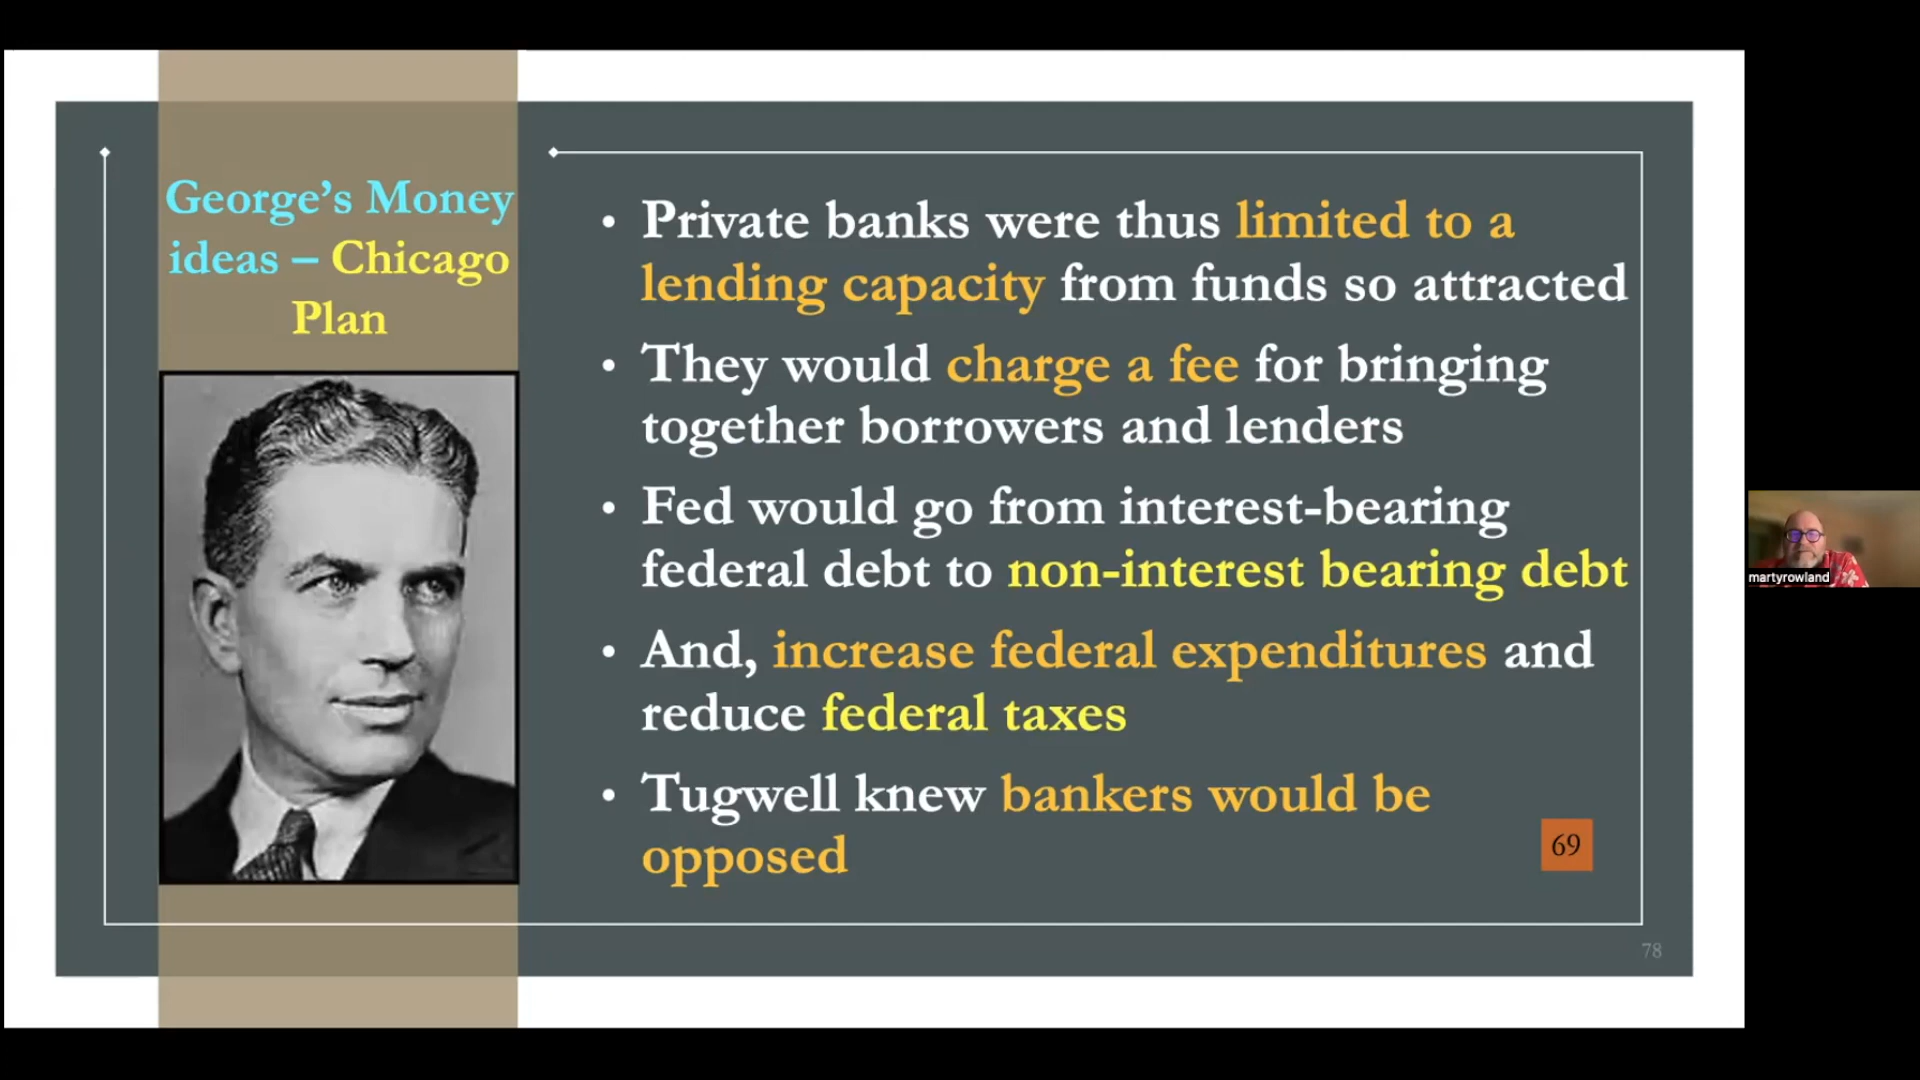 George’s Money
ideas – Chicago
Plan
• Private banks were thus limited to a
lending capacity from funds so attracted
• They would charge a fee for bringing
together borrowers and lenders
• Fed would go from interest-bearing
federal debt to non-interest bearing debt
• And, increase federal expenditures and
reduce federal taxes
• Tugwell knew bankers would be
opposed
69
78
martyrowland